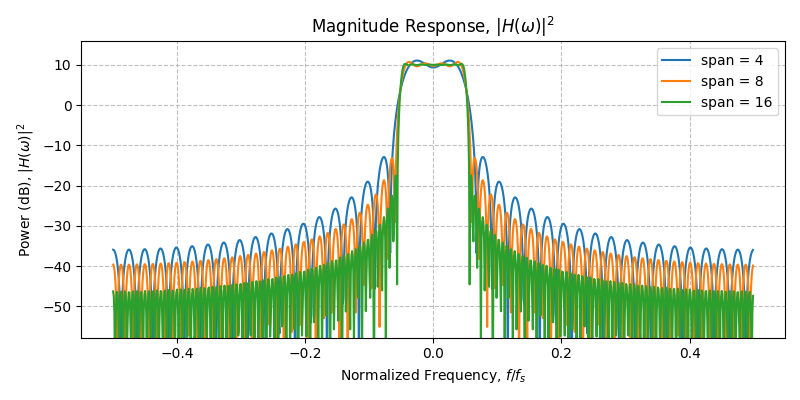 Magnitude Response, |H(ω)|²
span = 4
span = 8
span = 16
Power (dB), |H(ω)|²
10
0
−10
−20
−30
−40
−50
−0.4
−0.2
0.0
0.2
0.4
Normalized Frequency, f/fₛ